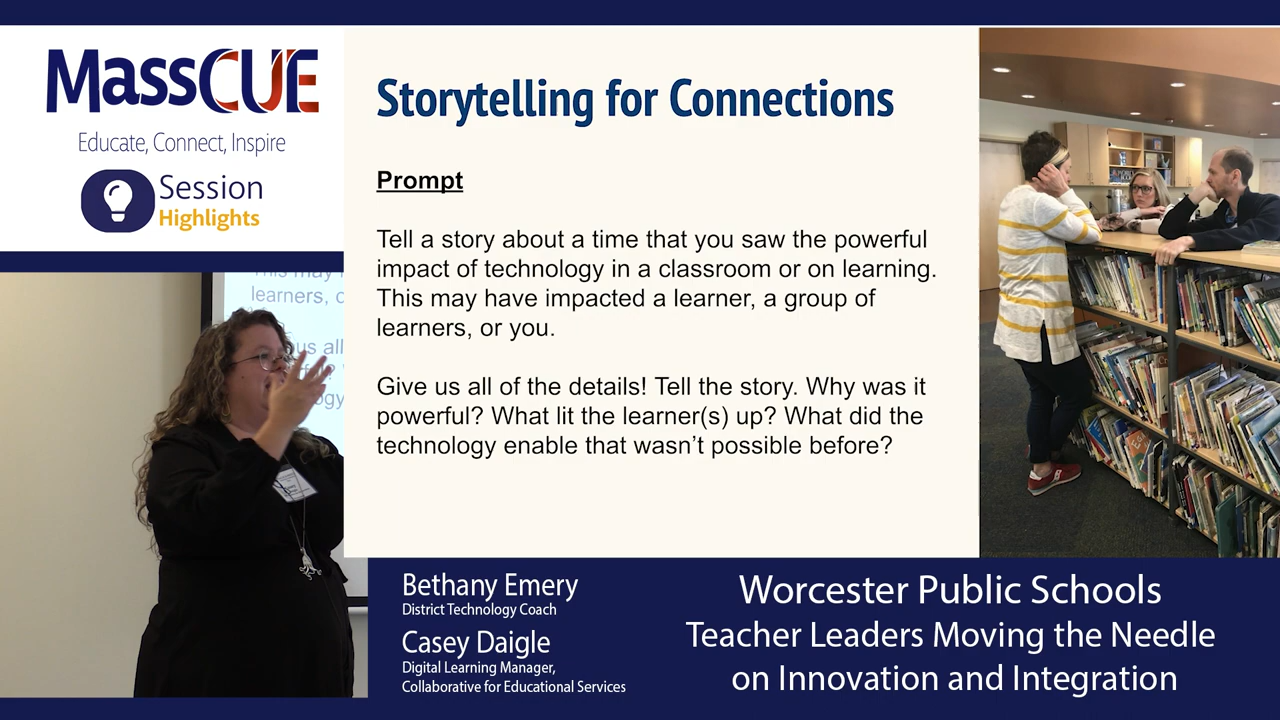 MassCUE
Educate, Connect, Inspire
Session
Highlights
Storytelling for Connections
Prompt
Tell a story about a time that you saw the powerful
impact of technology in a classroom or on learning.
This may have impacted a learner, a group of
learners, or you.
Give us all of the details! Tell the story. Why was it
powerful? What lit the learner(s) up? What did the
technology enable that wasn't possible before?
learners,
us all
Bethany Emery
District Technology Coach
Casey Daigle
Digital Learning Manager,
Collaborative for Educational Services
Worcester Public Schools
Teacher Leaders Moving the Needle
on Innovation and Integration